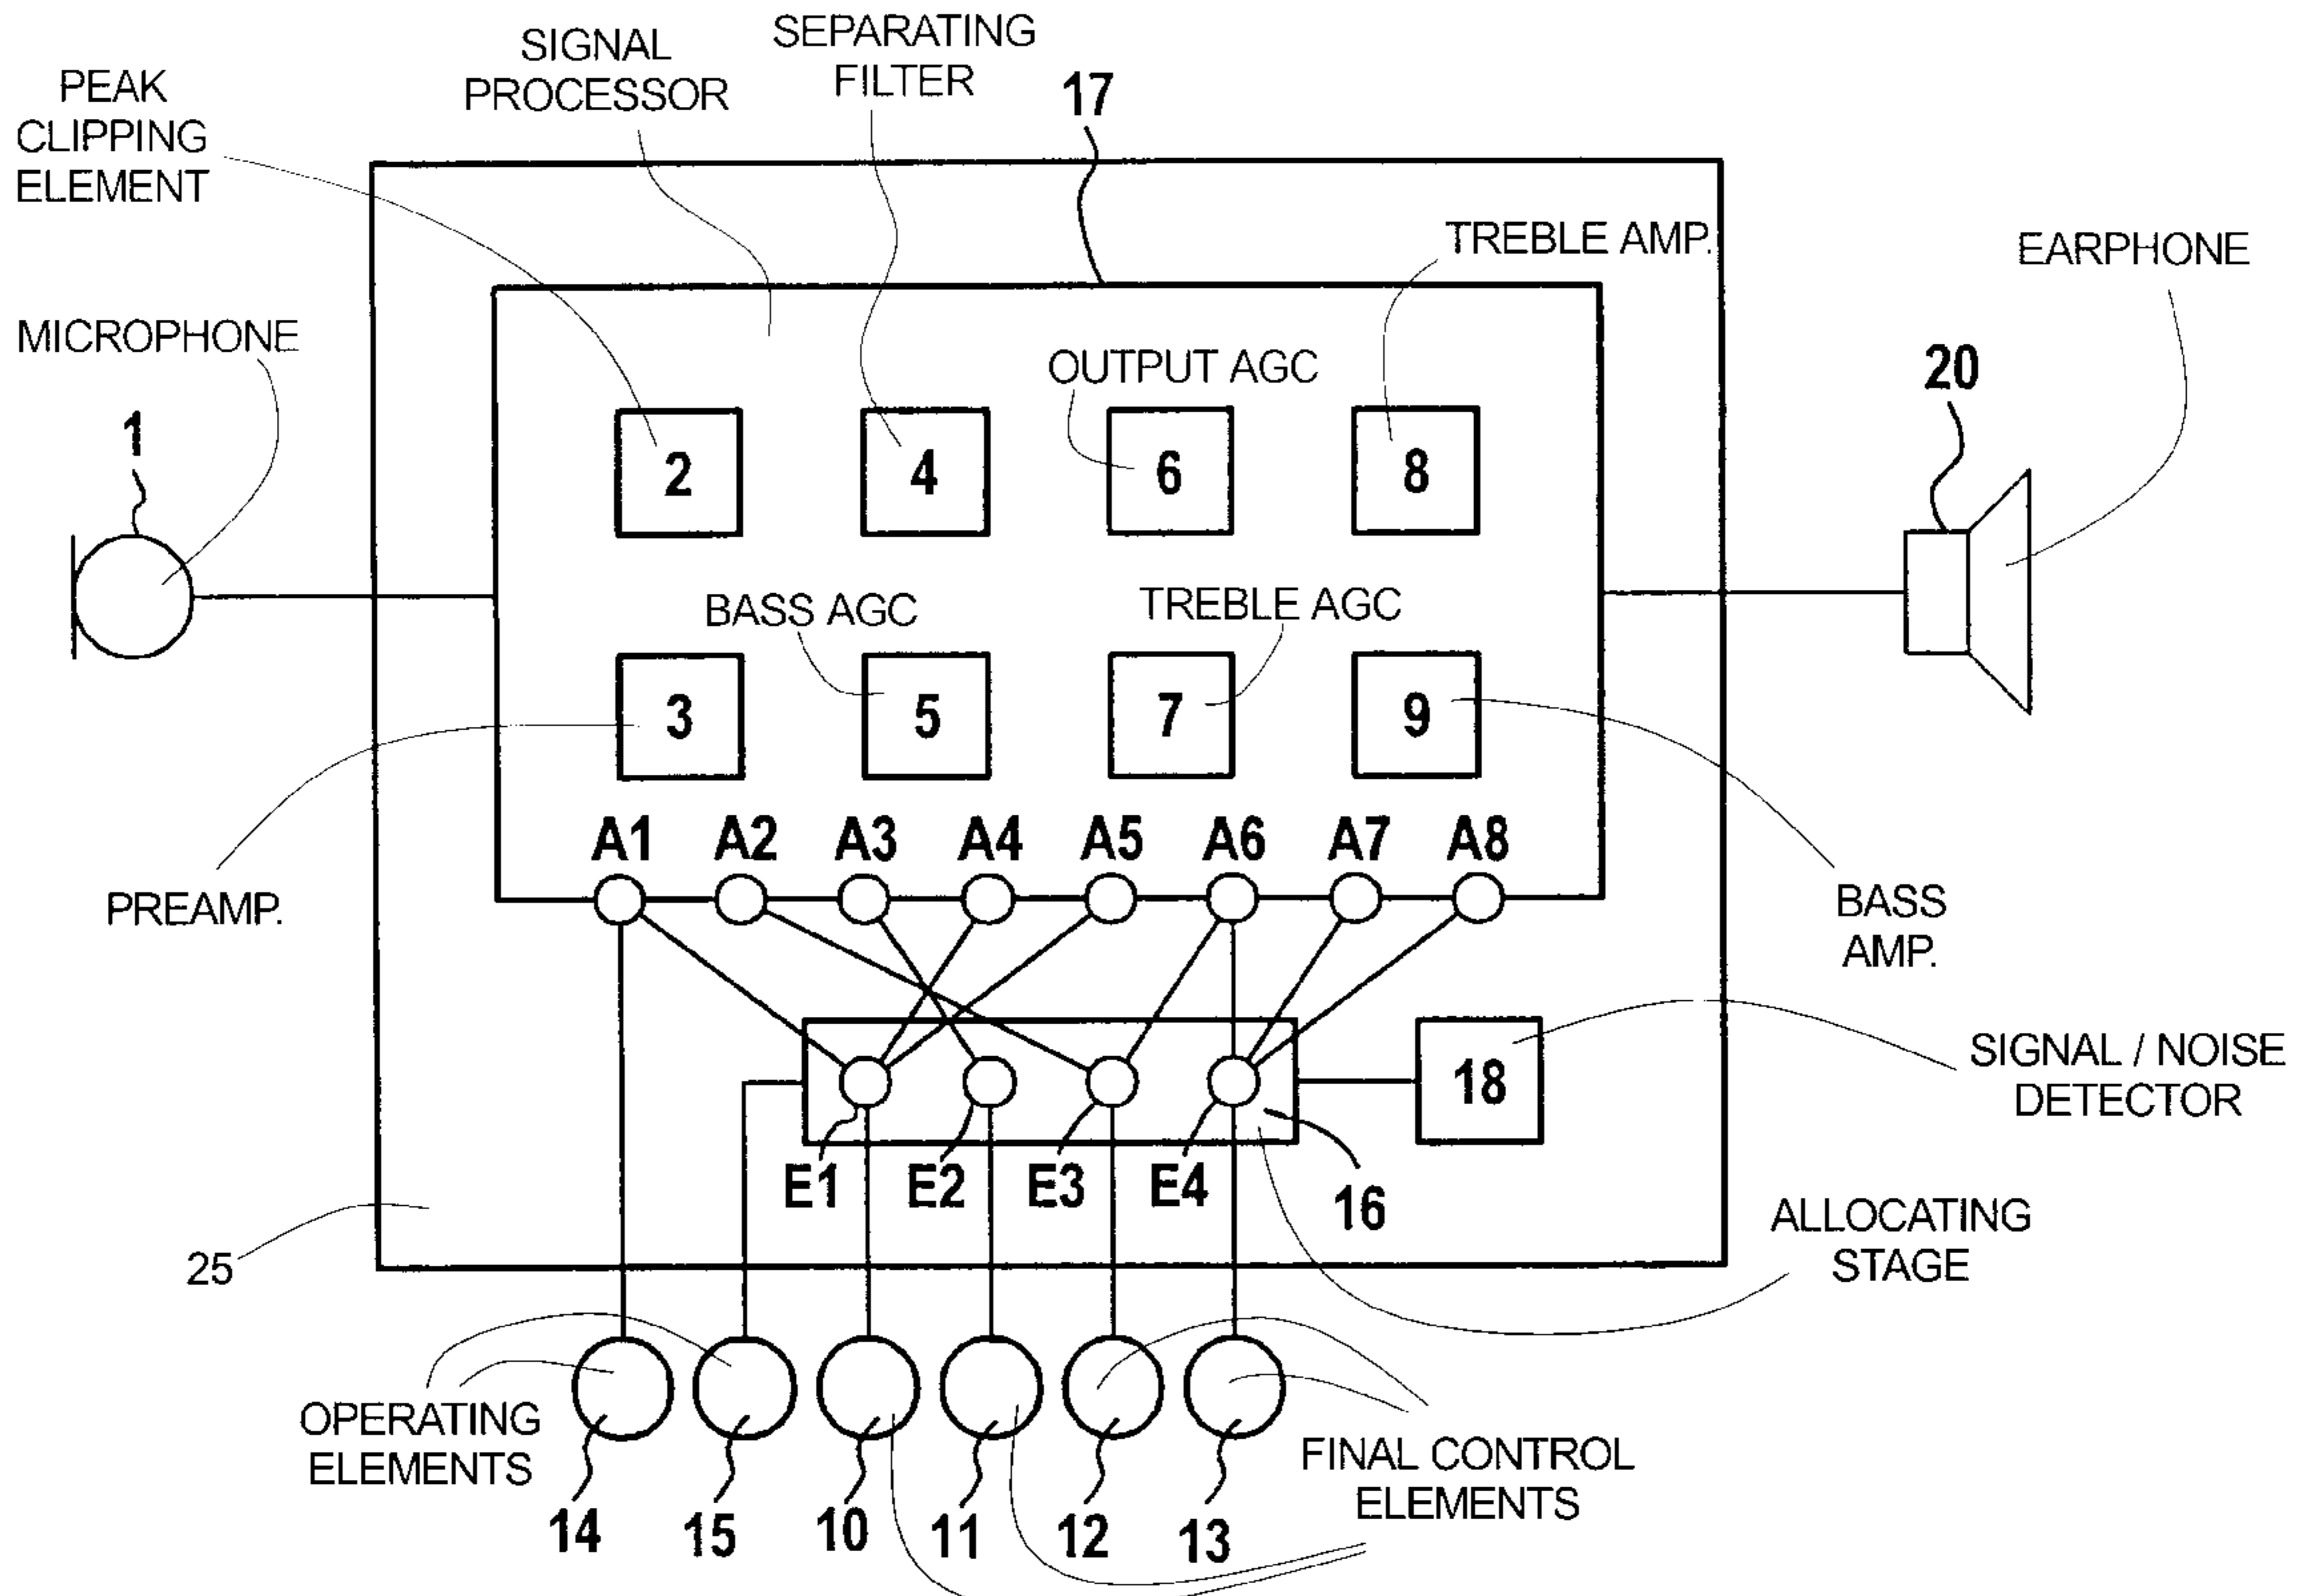 SIGNAL
PROCESSOR
SEPARATING
FILTER
17
PEAK
CLIPPING
ELEMENT
TREBLE AMP.
EARPHONE
MICROPHONE
OUTPUT AGC
20
1
2
4
6
8
BASS AGC
TREBLE AGC
3
5
7
9
A1 A2 A3 A4 A5 A6 A7 A8
PREAMP.
BASS
AMP.
18
SIGNAL / NOISE
DETECTOR
E1 E2 E3 E4
16
ALLOCATING
STAGE
25
OPERATING
ELEMENTS
FINAL CONTROL
ELEMENTS
14 15 10 11 12 13